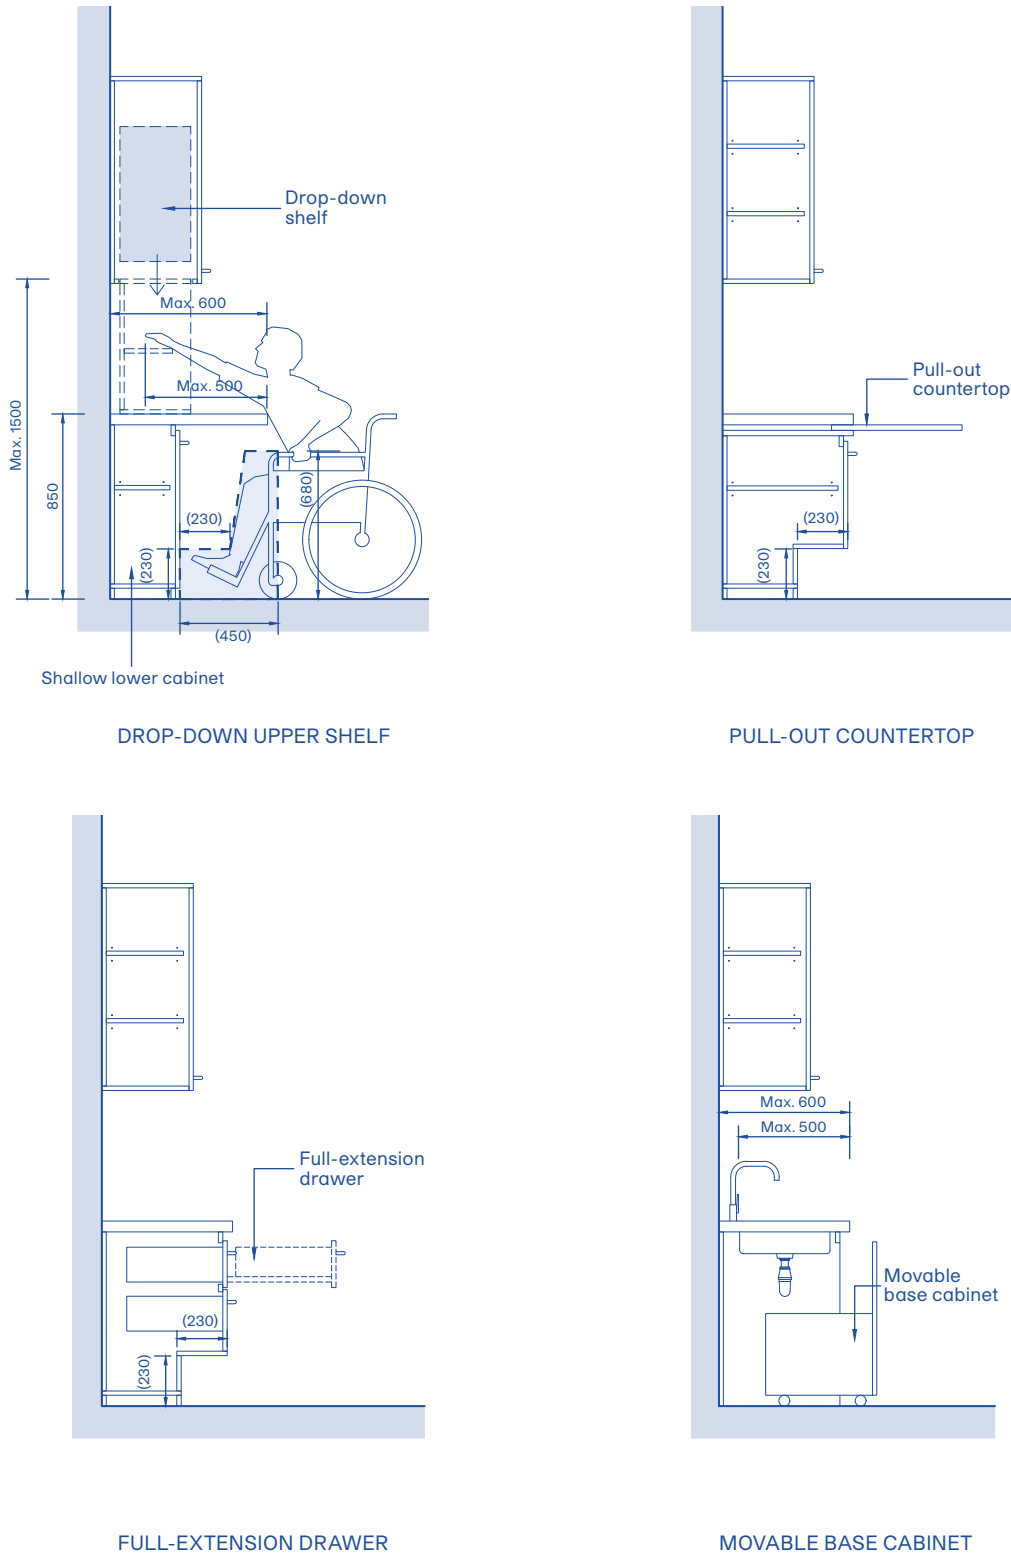 Drop-down
shelf
Max. 600
Max. 500
Max. 1500
850
(680)
(230)
(230)
(450)
Shallow lower cabinet
DROP-DOWN UPPER SHELF
Pull-out
countertop
(230)
(230)
PULL-OUT COUNTERTOP
Full-extension
drawer
(230)
(230)
FULL-EXTENSION DRAWER
Max. 600
Max. 500
Movable
base cabinet
MOVABLE BASE CABINET